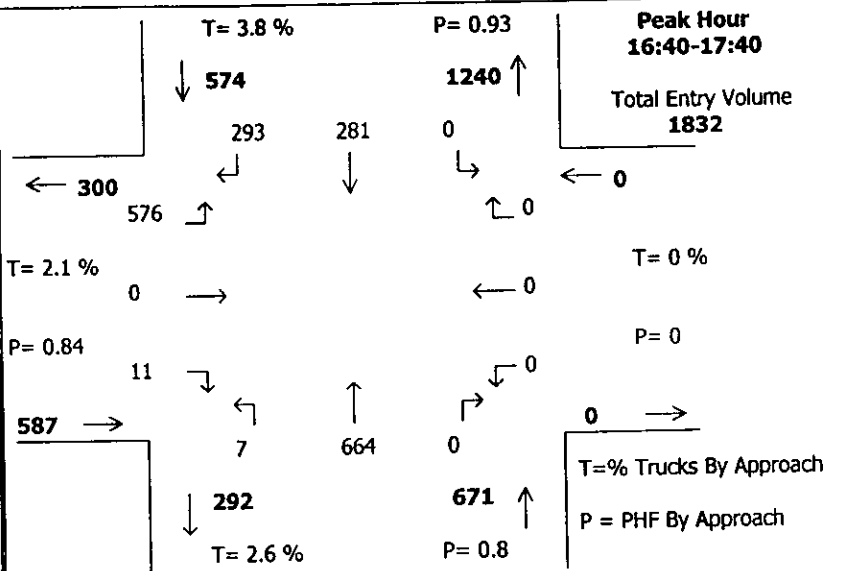 T= 3.8 %
P= 0.93
Peak Hour
16:40-17:40
574
1240
Total Entry Volume
1832
293
281
0
300
0
576
0
T= 2.1 %
T= 0 %
0
0
P= 0.84
P= 0
11
0
587
0
7
664
0
T=% Trucks By Approach
292
671
P = PHF By Approach
T= 2.6 %
P= 0.8